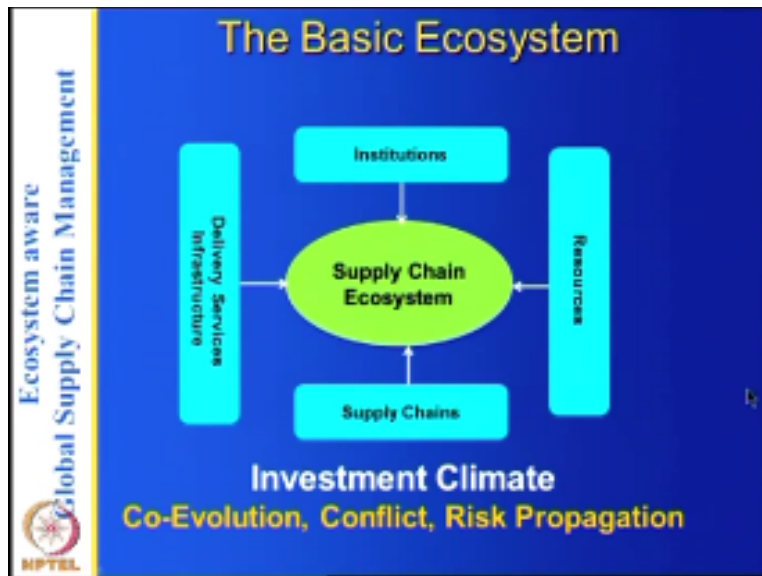 The Basic Ecosystem
Ecosystem aware
Global Supply Chain Management
Institutions
Delivery Services
Infrastructure
Supply Chain
Ecosystem
Resources
Supply Chains
Investment Climate
Co-Evolution, Conflict, Risk Propagation
NPTEL